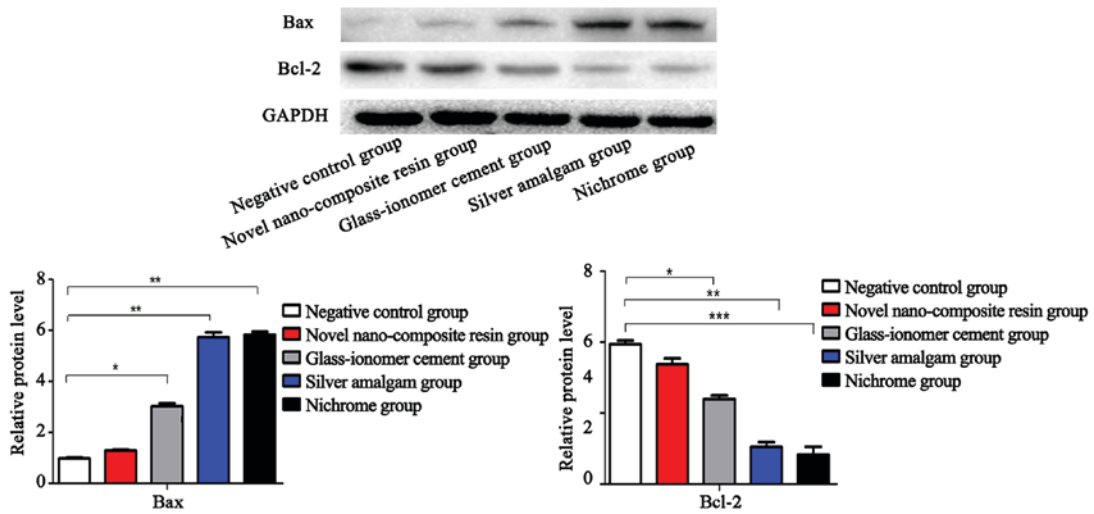 Bax
Bcl-2
GAPDH
Negative control group
Novel nano-composite resin group
Glass-ionomer cement group
Silver amalgam group
Nichrome group
Relative protein level
8
6
4
2
0
**
**
*
Bax
Negative control group
Novel nano-composite resin group
Glass-ionomer cement group
Silver amalgam group
Nichrome group
Relative protein level
8
6
4
2
0
*
**
***
Bcl-2
Negative control group
Novel nano-composite resin group
Glass-ionomer cement group
Silver amalgam group
Nichrome group